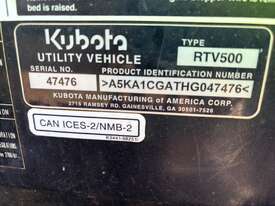 bed is raised.
Kubota
UTILITY VEHICLE
TYPE
RTV500
SERIAL NO.
PRODUCT IDENTIFICATION NUMBER
47476
>A5KA1CGATHG047476<
KUBOTA MANUFACTURING of AMERICA CORP.
2715 RAMSEY RD. GAINESVILLE, GA 30501-7526
CAN ICES-2/NMB-2